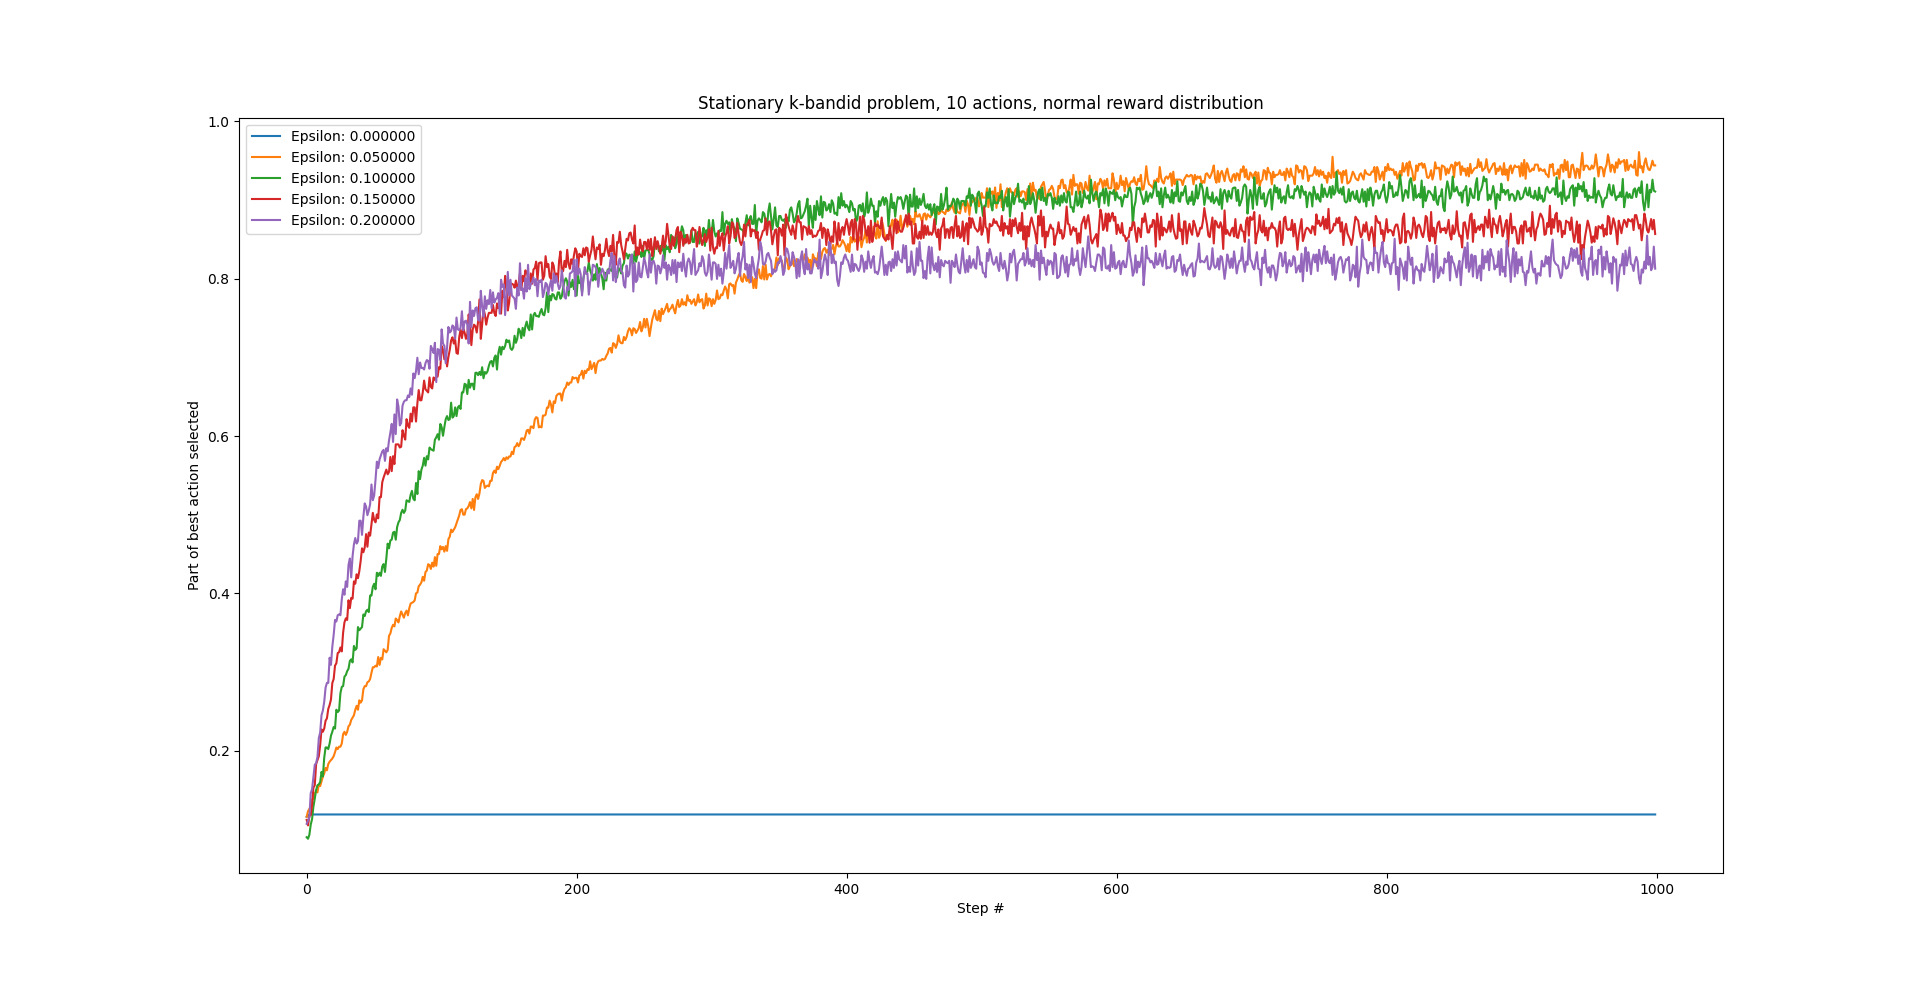 Stationary k-bandid problem, 10 actions, normal reward distribution
Epsilon: 0.000000
Epsilon: 0.050000
Epsilon: 0.100000
Epsilon: 0.150000
Epsilon: 0.200000
Part of best action selected
1.0
0.8
0.6
0.4
0.2
0 200 400 600 800 1000
Step #